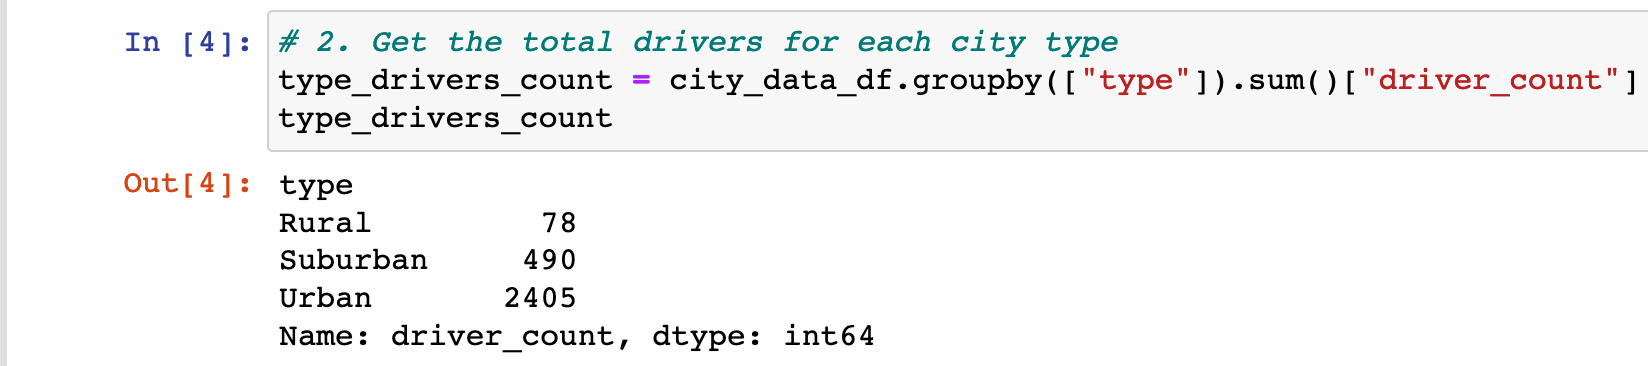 In [4]: # 2. Get the total drivers for each city type
type_drivers_count = city_data_df.groupby(["type"]).sum()["driver_count"]
type_drivers_count
Out[4]: type
Rural 78
Suburban 490
Urban 2405
Name: driver_count, dtype: int64